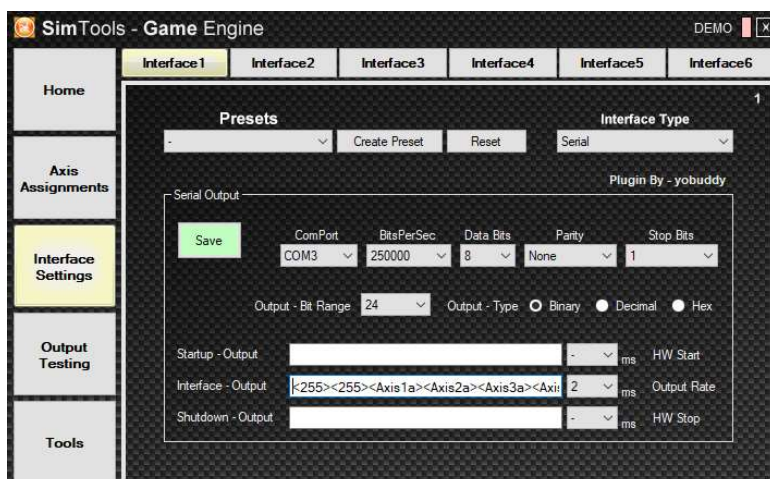 SimTools - Game Engine DEMO X
Interface1 Interface2 Interface3 Interface4 Interface5 Interface6
Home
1
Presets Interface Type
- Create Preset Reset Serial
Axis Assignments
Plugin By - yobuddy
Serial Output
Save
ComPort BitsPerSec Data Bits Parity Stop Bits
COM3 250000 8 None 1
Interface Settings
Output - Bit Range 24 Output - Type Binary Decimal Hex
Output Testing
Startup - Output - ms HW Start
Interface - Output <255><255><Axis1a><Axis2a><Axis3a><Axi 2 ms Output Rate
Shutdown - Output - ms HW Stop
Tools